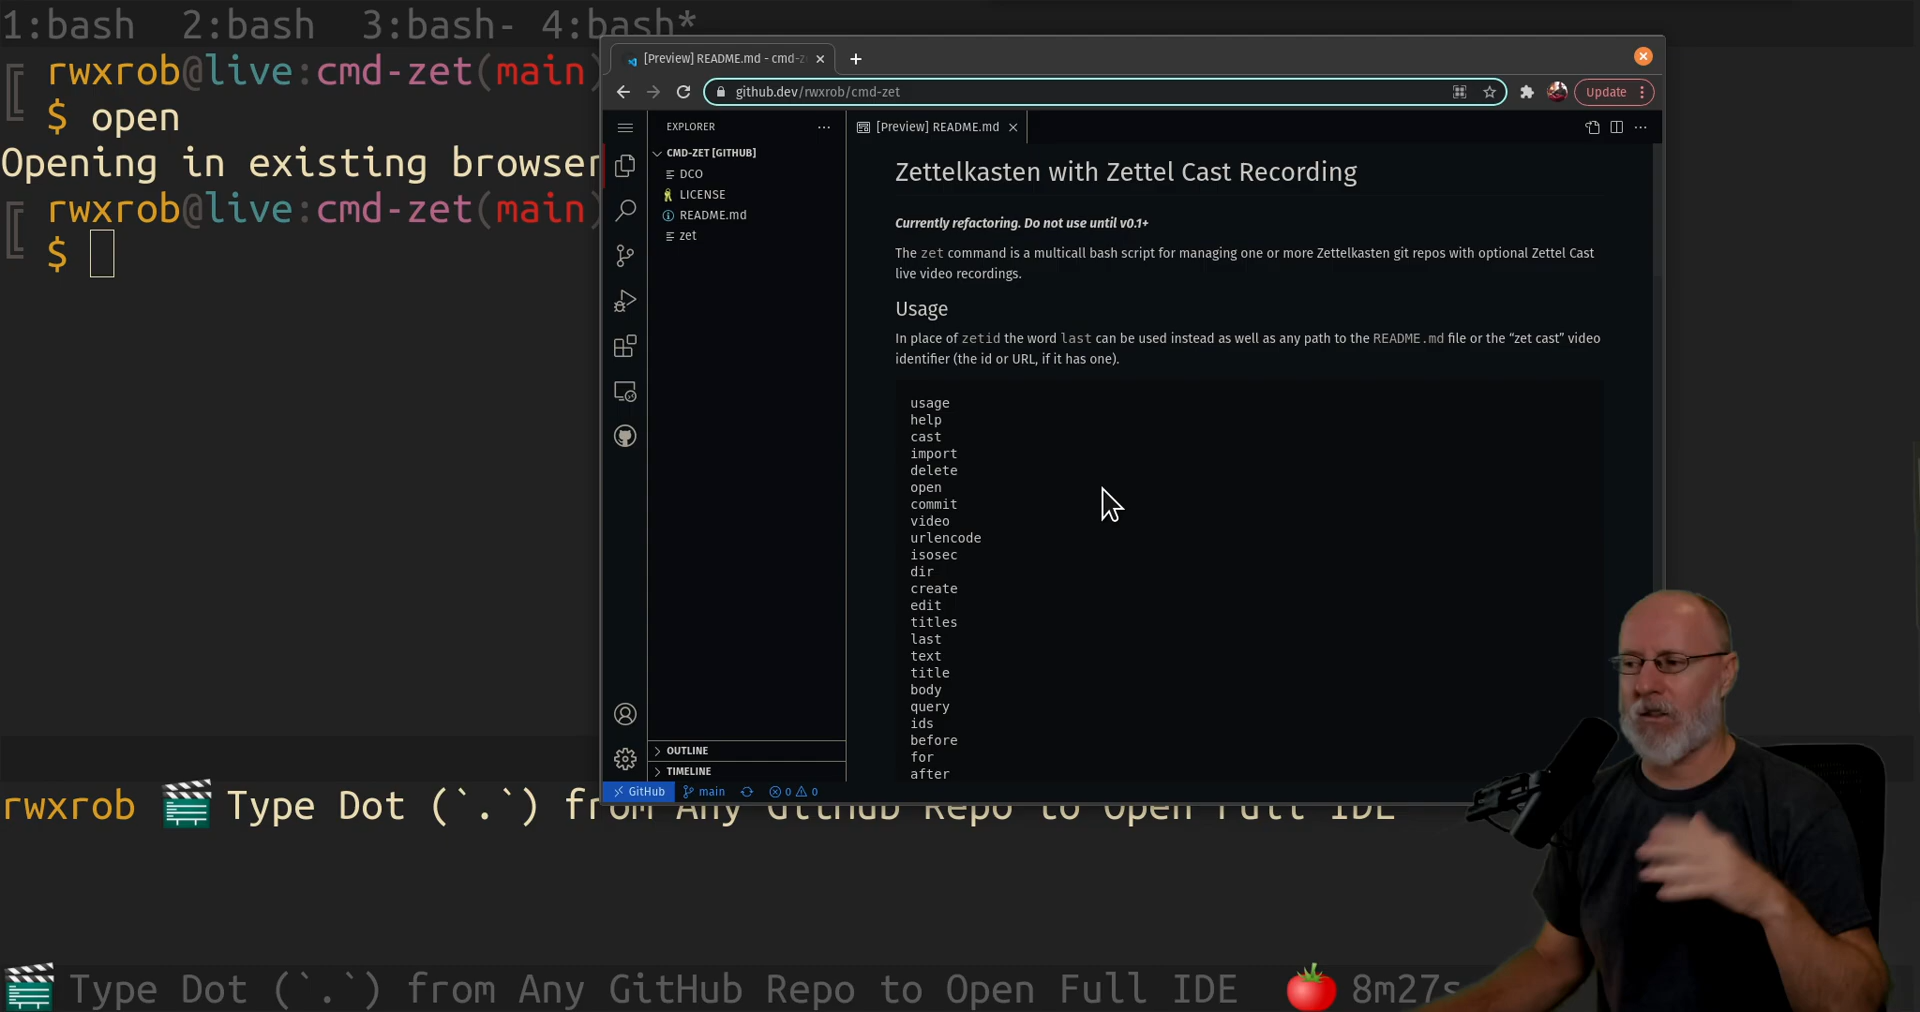 1:bash  2:bash  3:bash- 4:bash*
rwxrob@live:cmd-zet(main)
$ open
Opening in existing browser
rwxrob@live:cmd-zet(main)
$
[Preview] README.md - cmd-z
github.dev/rwxrob/cmd-zet
Update
EXPLORER
CMD-ZET [GITHUB]
DCO
LICENSE
README.md
zet
OUTLINE
TIMELINE
[Preview] README.md
Zettelkasten with Zettel Cast Recording
Currently refactoring. Do not use until v0.1+
The zet command is a multicall bash script for managing one or more Zettelkasten git repos with optional Zettel Cast
live video recordings.
Usage
In place of zetid the word last can be used instead as well as any path to the README.md file or the “zet cast” video
identifier (the id or URL, if it has one).
usage
help
cast
import
delete
open
commit
video
urlencode
isosec
dir
create
edit
titles
last
text
title
body
query
ids
before
for
after
GitHub main 0 0
rwxrob 🎬 Type Dot (`.`) from Any GitHub Repo to Open Full IDE
🎬 Type Dot (`.`) from Any GitHub Repo to Open Full IDE 🍅 8m27s